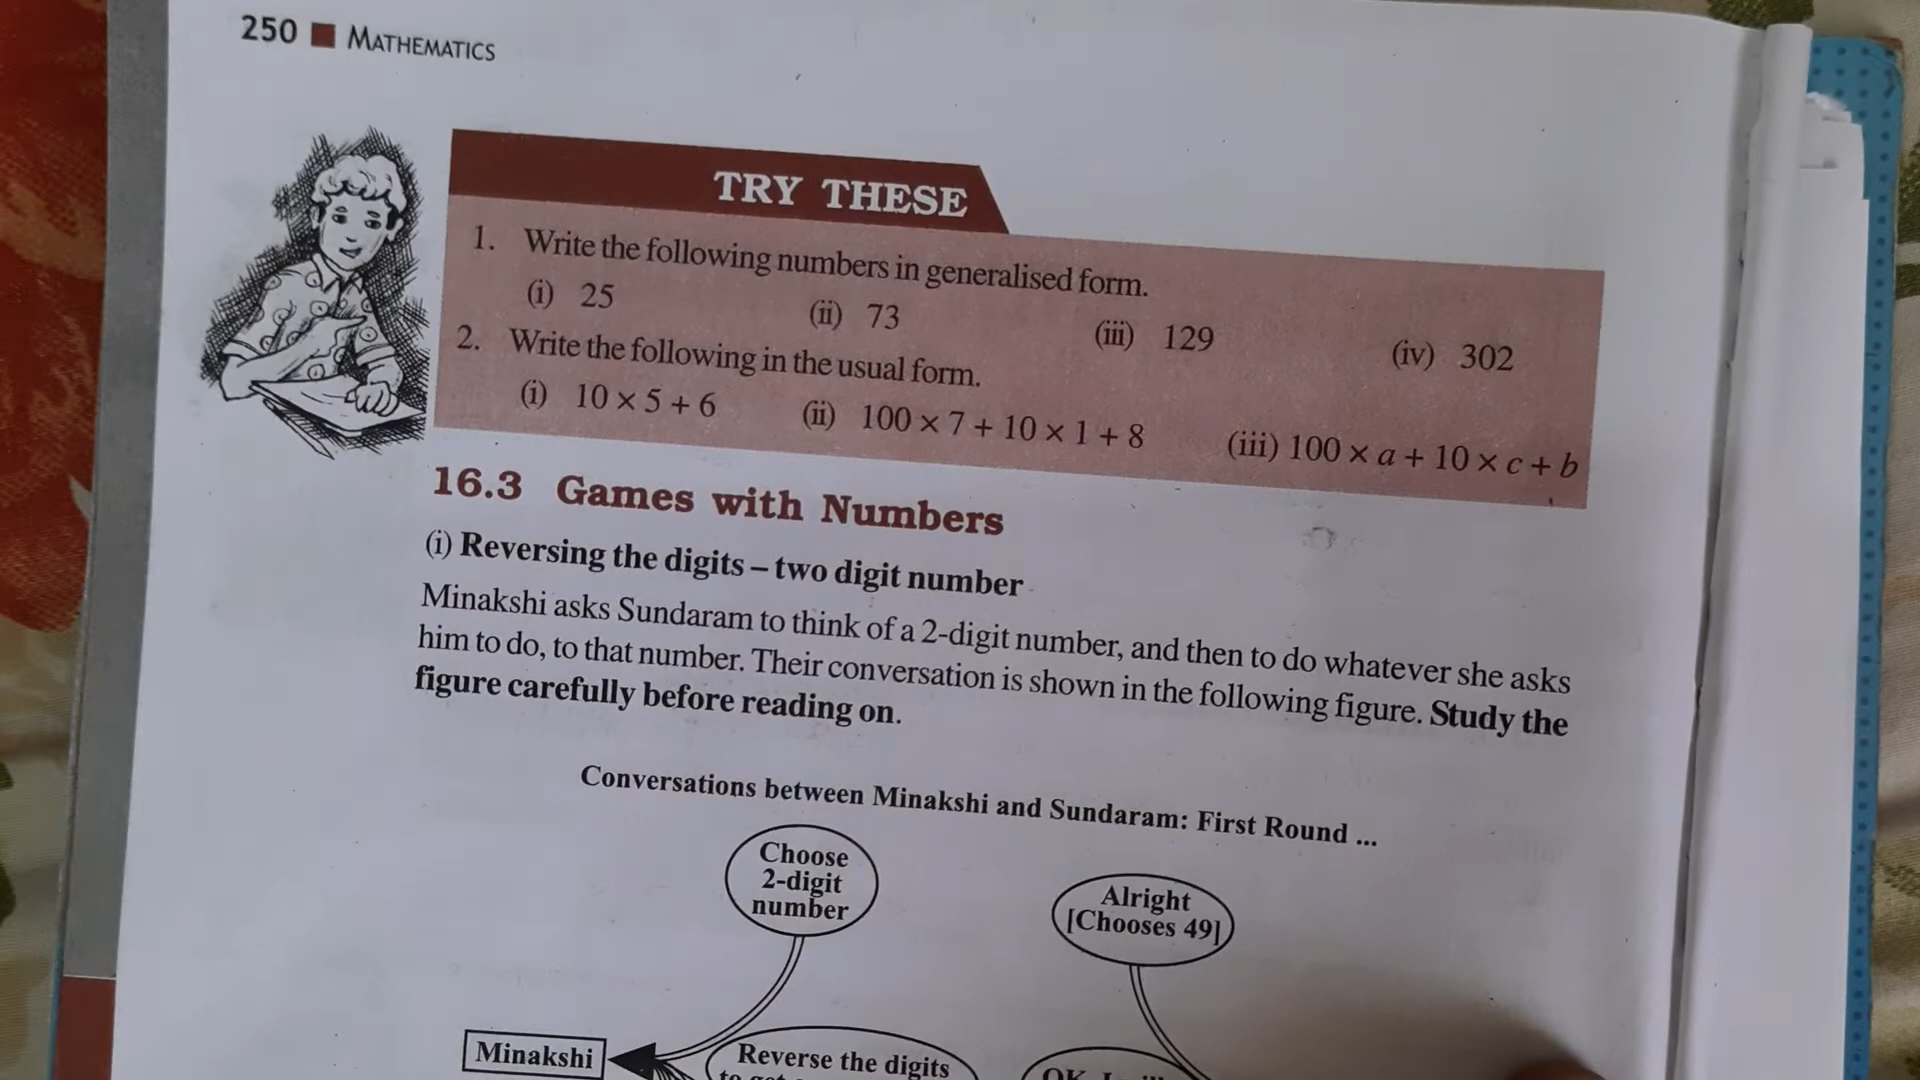 250 ■ MATHEMATICS
TRY THESE
1. Write the following numbers in generalised form.
(i) 25 (ii) 73 (iii) 129 (iv) 302
2. Write the following in the usual form.
(i) 10 × 5 + 6 (ii) 100 × 7 + 10 × 1 + 8 (iii) 100 × a + 10 × c + b
16.3 Games with Numbers
(i) Reversing the digits – two digit number
Minakshi asks Sundaram to think of a 2-digit number, and then to do whatever she asks
him to do, to that number. Their conversation is shown in the following figure. Study the
figure carefully before reading on.
Conversations between Minakshi and Sundaram: First Round ...
Choose
2-digit
number
Alright
[Chooses 49]
Minakshi
Reverse the digits